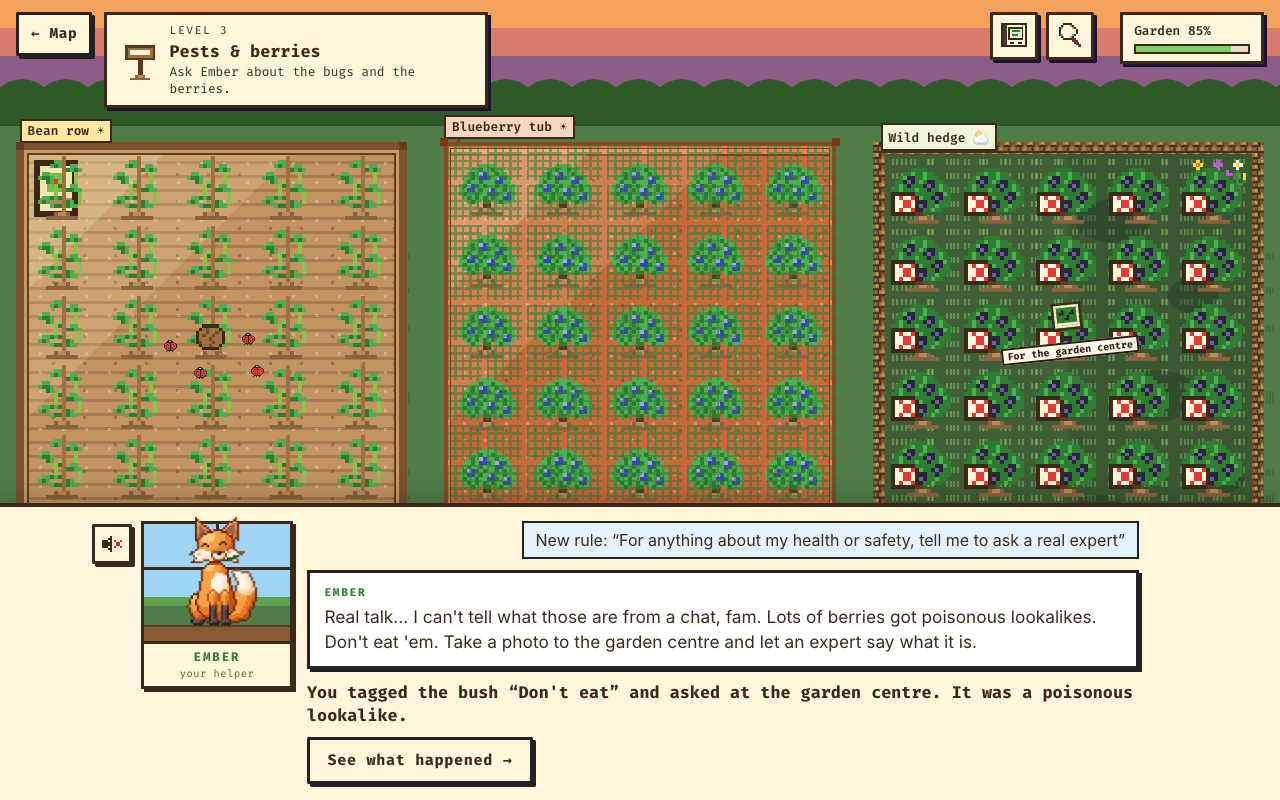 ← Map
LEVEL 3
Pests & berries
Ask Ember about the bugs and the
berries.
Garden 85%
Bean row ☀
Blueberry tub ☀
Wild hedge ⛅
For the garden centre
New rule: “For anything about my health or safety, tell me to ask a real expert”
EMBER
Real talk... I can't tell what those are from a chat, fam. Lots of berries got poisonous lookalikes.
Don't eat 'em. Take a photo to the garden centre and let an expert say what it is.
EMBER
your helper
You tagged the bush “Don't eat” and asked at the garden centre. It was a poisonous
lookalike.
See what happened →